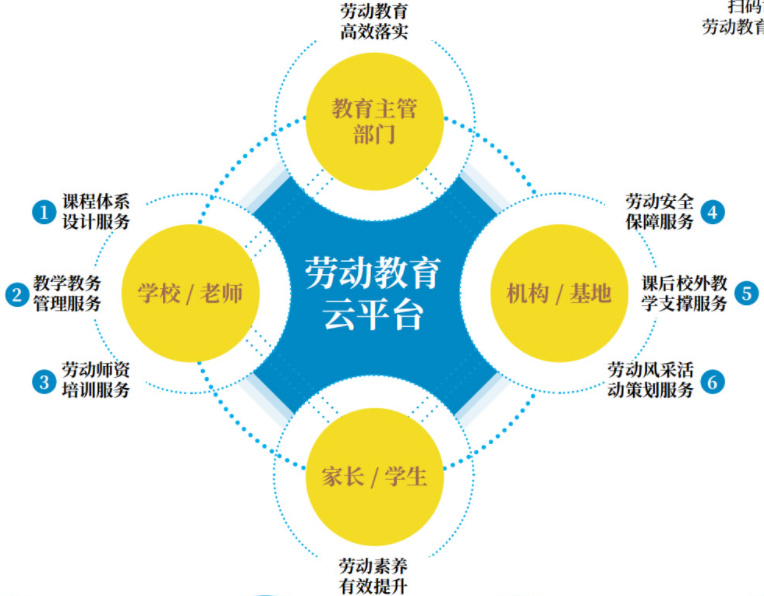 劳动教育
高效落实
扫码
劳动教育
教育主管
部门
1 课程体系
设计服务
2 教学教务
管理服务
3 劳动师资
培训服务
学校 / 老师
劳动教育
云平台
机构 / 基地
劳动安全
保障服务 4
课后校外教
学支撑服务 5
劳动风采活
动策划服务 6
家长 / 学生
劳动素养
有效提升